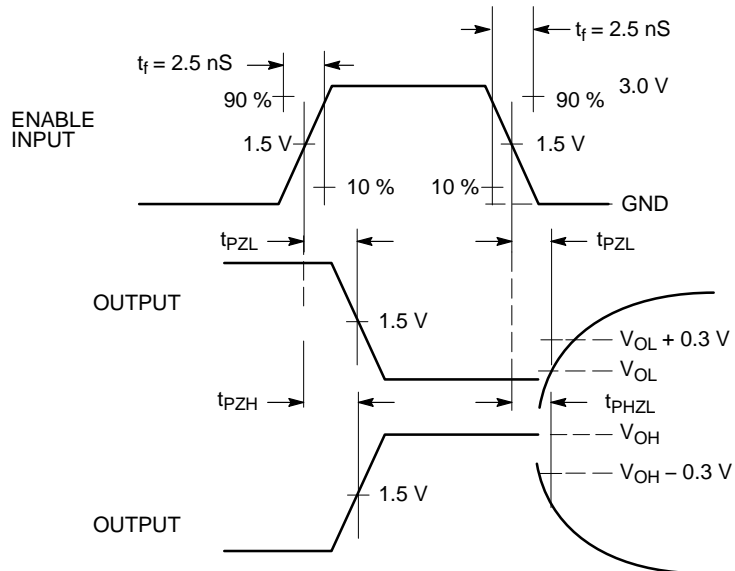 t_f = 2.5 nS
t_f = 2.5 nS
90 %
90 %
3.0 V
ENABLE
INPUT
1.5 V
1.5 V
10 %
10 %
GND
t_PZL
t_PZL
OUTPUT
1.5 V
V_OL + 0.3 V
V_OL
t_PZH
t_PHZL
V_OH
V_OH – 0.3 V
1.5 V
OUTPUT